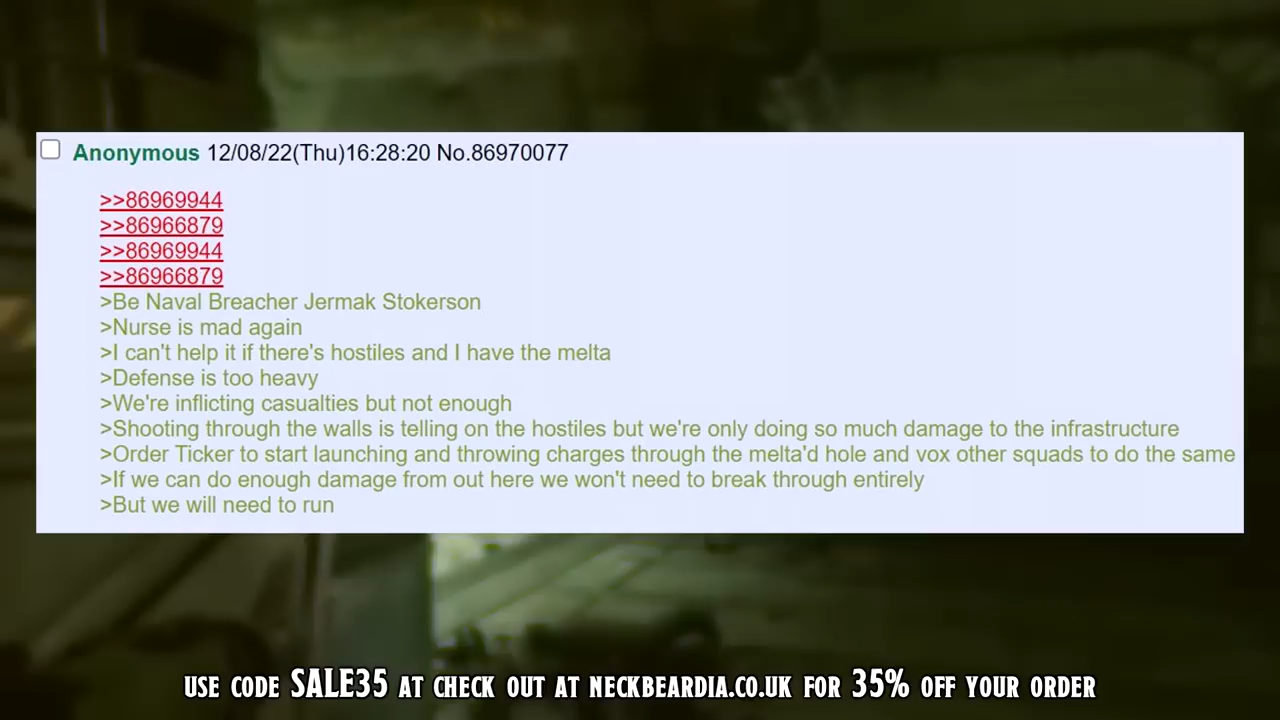 Anonymous 12/08/22(Thu)16:28:20 No.86970077
>>86969944
>>86966879
>>86969944
>>86966879
>Be Naval Breacher Jermak Stokerson
>Nurse is mad again
>I can't help it if there's hostiles and I have the melta
>Defense is too heavy
>We're inflicting casualties but not enough
>Shooting through the walls is telling on the hostiles but we're only doing so much damage to the infrastructure
>Order Ticker to start launching and throwing charges through the melta'd hole and vox other squads to do the same
>If we can do enough damage from out here we won't need to break through entirely
>But we will need to run
USE CODE SALE35 AT CHECK OUT AT NECKBEARDIA.CO.UK FOR 35% OFF YOUR ORDER